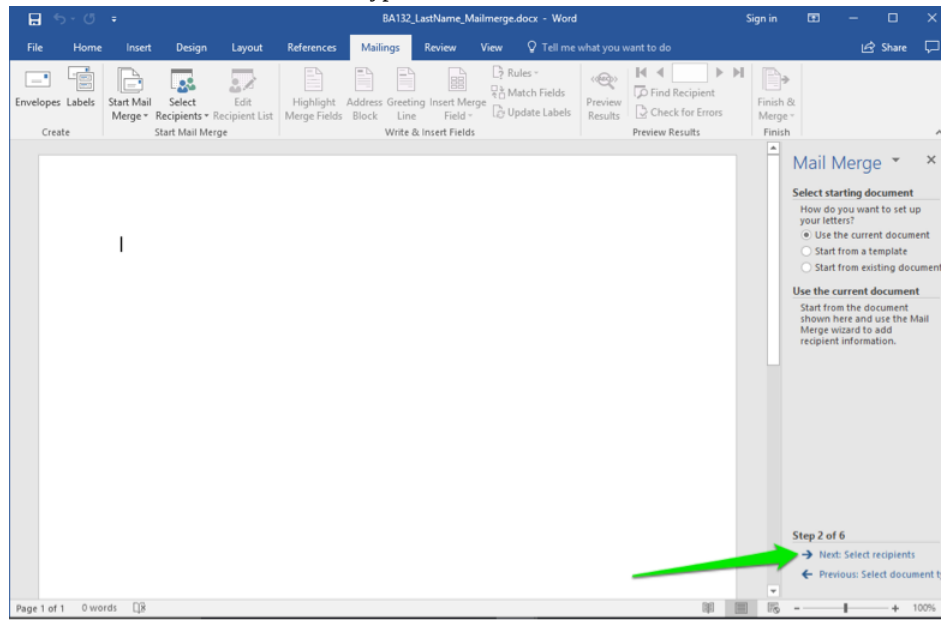 BA132_LastName_Mailmerge.docx - Word
Sign in
File Home Insert Design Layout References Mailings Review View Tell me what you want to do Share
Envelopes Labels
Create
Start Mail Merge
Select Recipients
Edit Recipient List
Start Mail Merge
Highlight Merge Fields
Address Block
Greeting Line
Insert Merge Field
Rules
Match Fields
Update Labels
Write & Insert Fields
ABC
Preview Results
Find Recipient
Check for Errors
Preview Results
Finish & Merge
Finish
Mail Merge
Select starting document
How do you want to set up
your letters?
Use the current document
Start from a template
Start from existing document
Use the current document
Start from the document
shown here and use the Mail
Merge wizard to add
recipient information.
Step 2 of 6
Next: Select recipients
Previous: Select document t
Page 1 of 1 0 words 100%